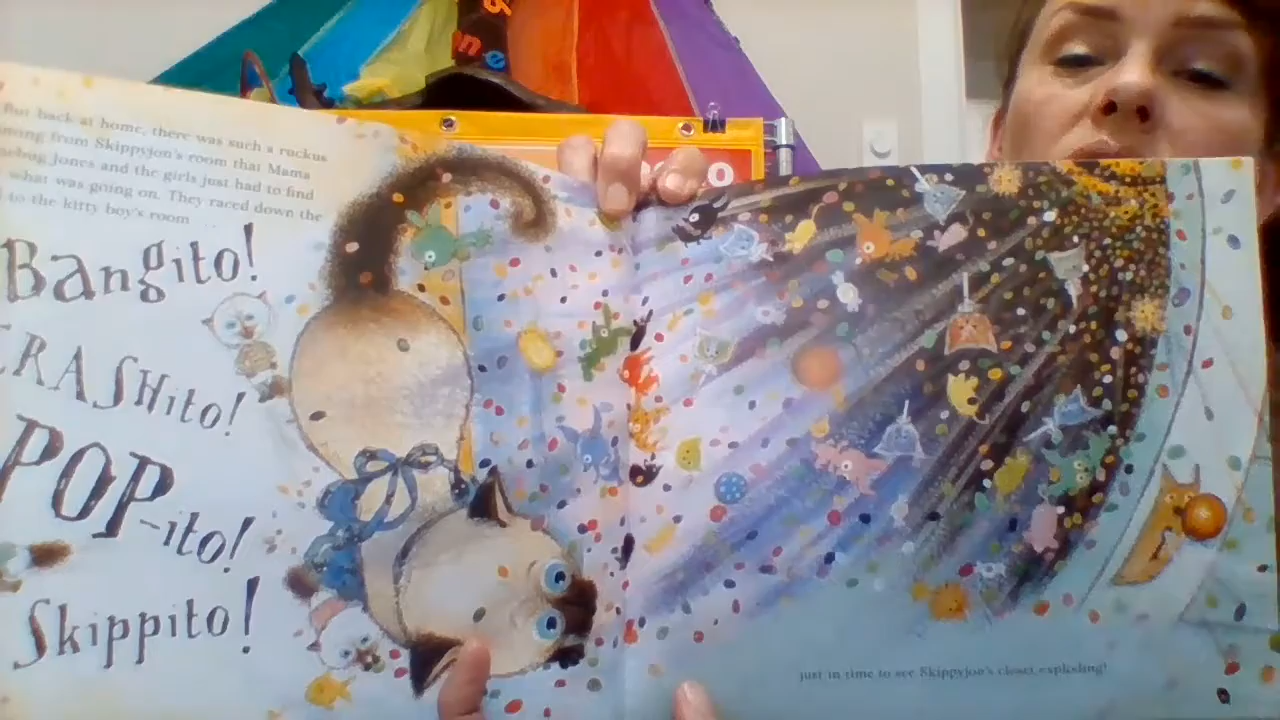 But back at home, there was such a ruckus
coming from Skippyjon's room that Mama
Jones and the girls just had to find
what was going on. They raced down the
to the kitty boy's room
Bangito!
CRASHito!
POP-ito!
Skippito!
just in time to see Skippyjon's closet exploding!